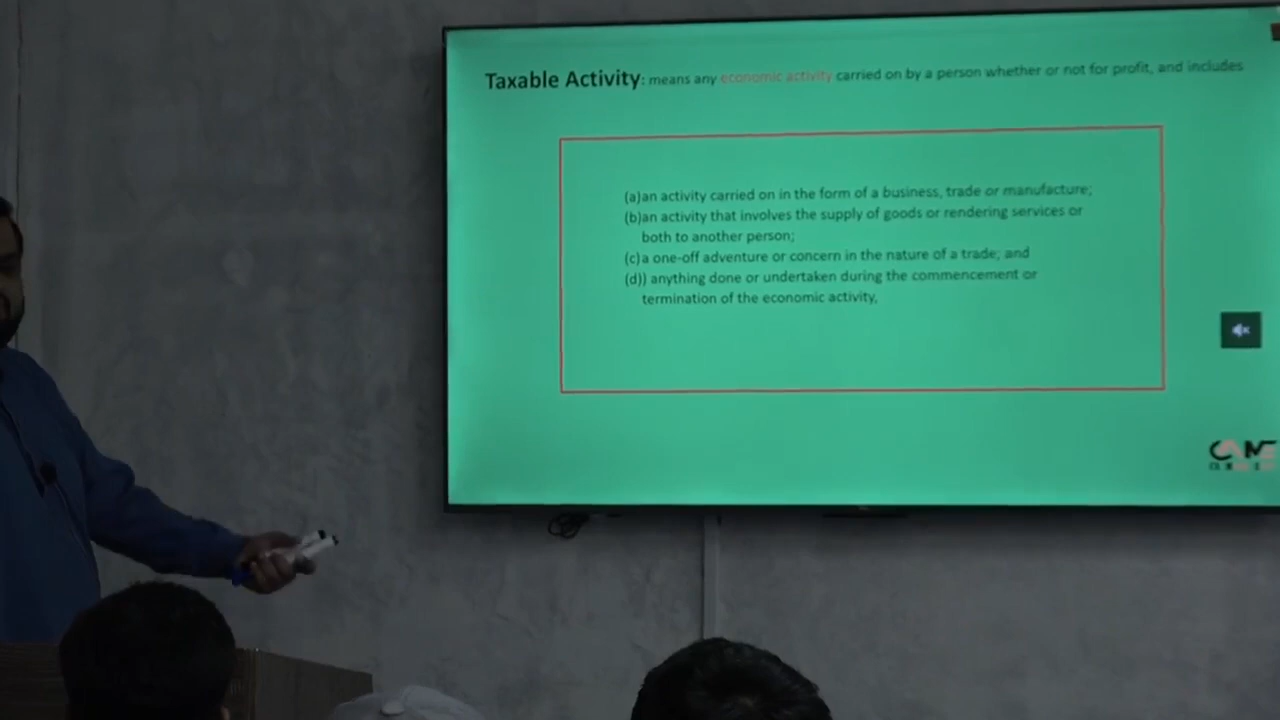 Taxable Activity: means any economic activity carried on by a person whether or not for profit, and includes
(a)an activity carried on in the form of a business, trade or manufacture;
(b)an activity that involves the supply of goods or rendering services or
both to another person;
(c)a one-off adventure or concern in the nature of a trade; and
(d)) anything done or undertaken during the commencement or
termination of the economic activity,